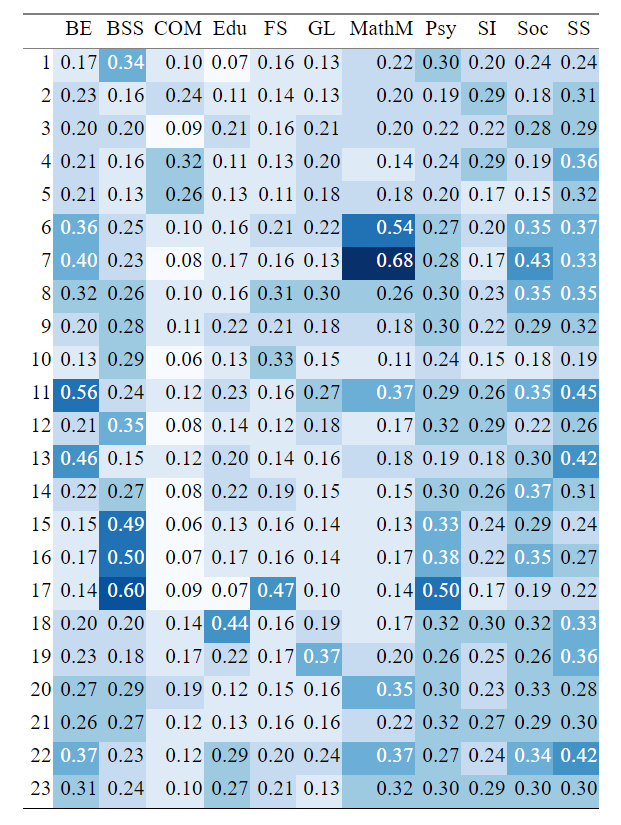 BE BSS COM Edu FS GL MathM Psy SI Soc SS
1 0.17 0.34 0.10 0.07 0.16 0.13 0.22 0.30 0.20 0.24 0.24
2 0.23 0.16 0.24 0.11 0.14 0.13 0.20 0.19 0.29 0.18 0.31
3 0.20 0.20 0.09 0.21 0.16 0.21 0.20 0.22 0.22 0.28 0.29
4 0.21 0.16 0.32 0.11 0.13 0.20 0.14 0.24 0.29 0.19 0.36
5 0.21 0.13 0.26 0.13 0.11 0.18 0.18 0.20 0.17 0.15 0.32
6 0.36 0.25 0.10 0.16 0.21 0.22 0.54 0.27 0.20 0.35 0.37
7 0.40 0.23 0.08 0.17 0.16 0.13 0.68 0.28 0.17 0.43 0.33
8 0.32 0.26 0.10 0.16 0.31 0.30 0.26 0.30 0.23 0.35 0.35
9 0.20 0.28 0.11 0.22 0.21 0.18 0.18 0.30 0.22 0.29 0.32
10 0.13 0.29 0.06 0.13 0.33 0.15 0.11 0.24 0.15 0.18 0.19
11 0.56 0.24 0.12 0.23 0.16 0.27 0.37 0.29 0.26 0.35 0.45
12 0.21 0.35 0.08 0.14 0.12 0.18 0.17 0.32 0.29 0.22 0.26
13 0.46 0.15 0.12 0.20 0.14 0.16 0.18 0.19 0.18 0.30 0.42
14 0.22 0.27 0.08 0.22 0.19 0.15 0.15 0.30 0.26 0.37 0.31
15 0.15 0.49 0.06 0.13 0.16 0.14 0.13 0.33 0.24 0.29 0.24
16 0.17 0.50 0.07 0.17 0.16 0.14 0.17 0.38 0.22 0.35 0.27
17 0.14 0.60 0.09 0.07 0.47 0.10 0.14 0.50 0.17 0.19 0.22
18 0.20 0.20 0.14 0.44 0.16 0.19 0.17 0.32 0.30 0.32 0.33
19 0.23 0.18 0.17 0.22 0.17 0.37 0.20 0.26 0.25 0.26 0.36
20 0.27 0.29 0.19 0.12 0.15 0.16 0.35 0.30 0.23 0.33 0.28
21 0.26 0.27 0.12 0.13 0.16 0.16 0.22 0.32 0.27 0.29 0.30
22 0.37 0.23 0.12 0.29 0.20 0.24 0.37 0.27 0.24 0.34 0.42
23 0.31 0.24 0.10 0.27 0.21 0.13 0.32 0.30 0.29 0.30 0.30